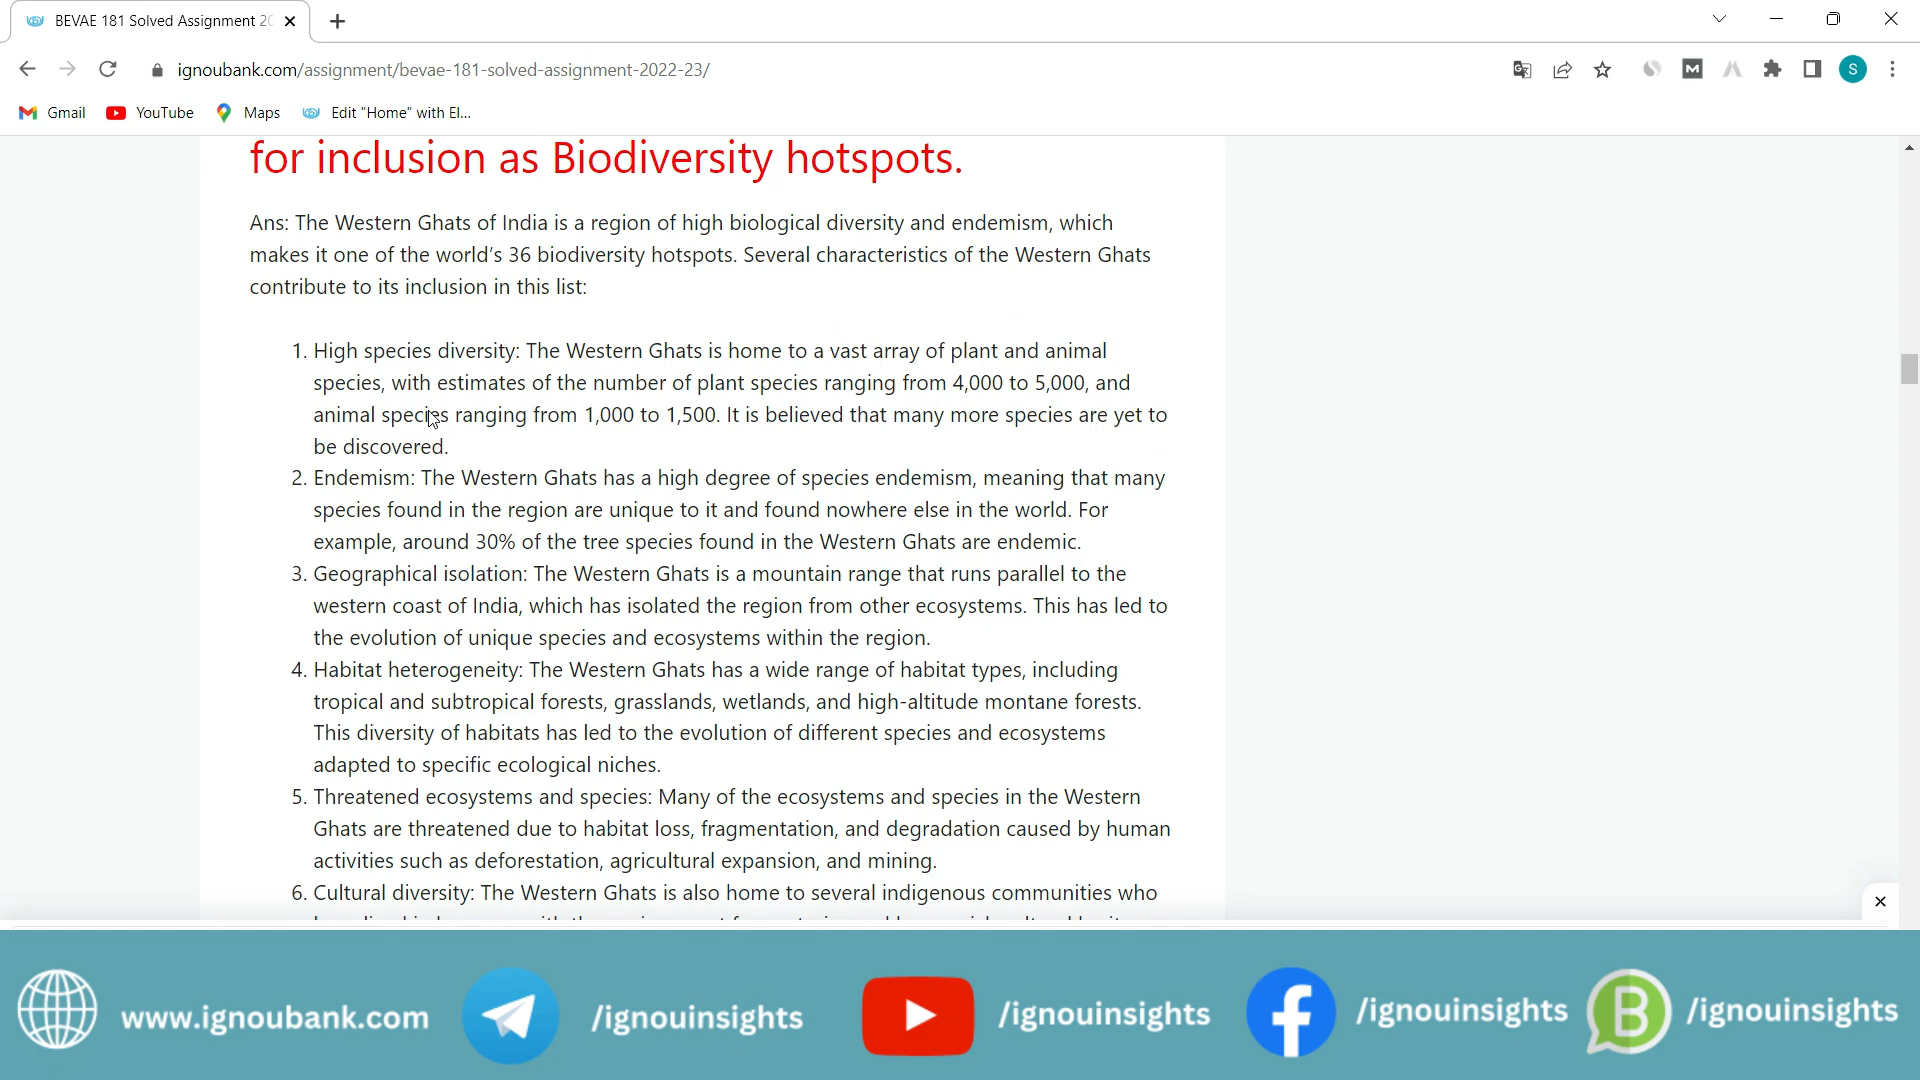 BEVAE 181 Solved Assignment 20
ignoubank.com/assignment/bevae-181-solved-assignment-2022-23/
S
Gmail
YouTube
Maps
Edit "Home" with El...
for inclusion as Biodiversity hotspots.
Ans: The Western Ghats of India is a region of high biological diversity and endemism, which
makes it one of the world's 36 biodiversity hotspots. Several characteristics of the Western Ghats
contribute to its inclusion in this list:
1. High species diversity: The Western Ghats is home to a vast array of plant and animal
species, with estimates of the number of plant species ranging from 4,000 to 5,000, and
animal species ranging from 1,000 to 1,500. It is believed that many more species are yet to
be discovered.
2. Endemism: The Western Ghats has a high degree of species endemism, meaning that many
species found in the region are unique to it and found nowhere else in the world. For
example, around 30% of the tree species found in the Western Ghats are endemic.
3. Geographical isolation: The Western Ghats is a mountain range that runs parallel to the
western coast of India, which has isolated the region from other ecosystems. This has led to
the evolution of unique species and ecosystems within the region.
4. Habitat heterogeneity: The Western Ghats has a wide range of habitat types, including
tropical and subtropical forests, grasslands, wetlands, and high-altitude montane forests.
This diversity of habitats has led to the evolution of different species and ecosystems
adapted to specific ecological niches.
5. Threatened ecosystems and species: Many of the ecosystems and species in the Western
Ghats are threatened due to habitat loss, fragmentation, and degradation caused by human
activities such as deforestation, agricultural expansion, and mining.
6. Cultural diversity: The Western Ghats is also home to several indigenous communities who
www.ignoubank.com
/ignouinsights
/ignouinsights
/ignouinsights
B
/ignouinsights